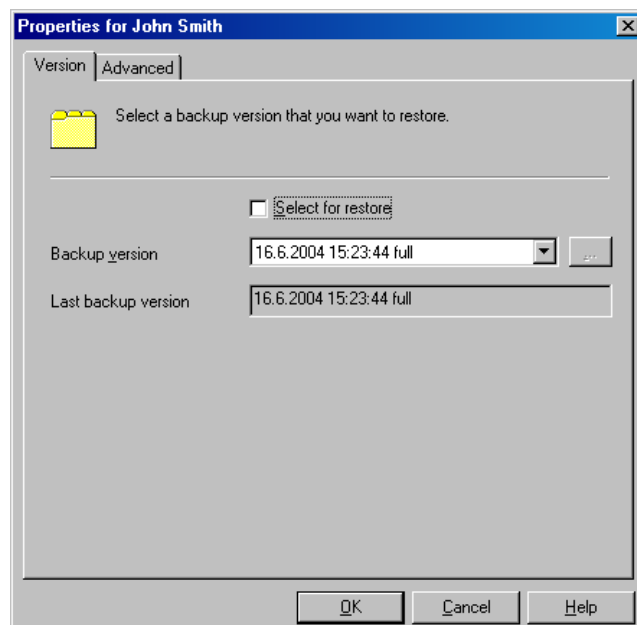 Properties for John Smith
Version Advanced
Select a backup version that you want to restore.
Select for restore
Backup version 16.6.2004 15:23:44 full ...
Last backup version 16.6.2004 15:23:44 full
OK Cancel Help